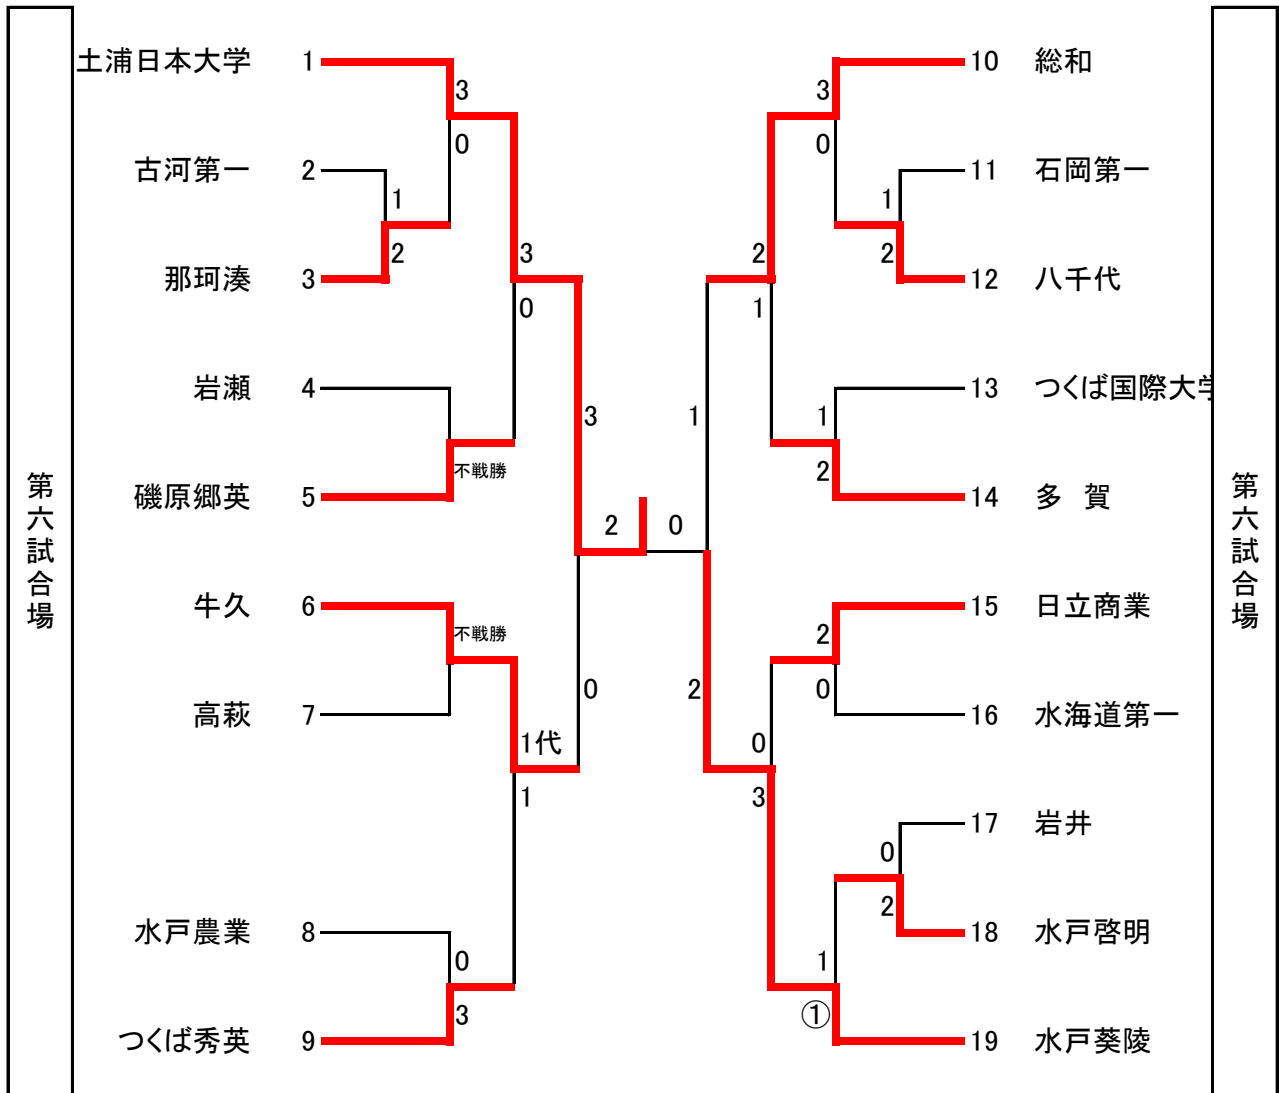 第六試合場
土浦日本大学 1
古河第一 2
那珂湊 3
岩瀬 4
磯原郷英 5
牛久 6
高萩 7
水戸農業 8
つくば秀英 9
3
0
1
2
3
0
不戦勝
3
不戦勝
0
1代
1
0
3
2 0
1
2
3
0
1
2
2
1
1
2
2
0
0
3
0
2
1
①
10 総和
11 石岡第一
12 八千代
13 つくば国際大学
14 多 賀
15 日立商業
16 水海道第一
17 岩井
18 水戸啓明
19 水戸葵陵
第六試合場